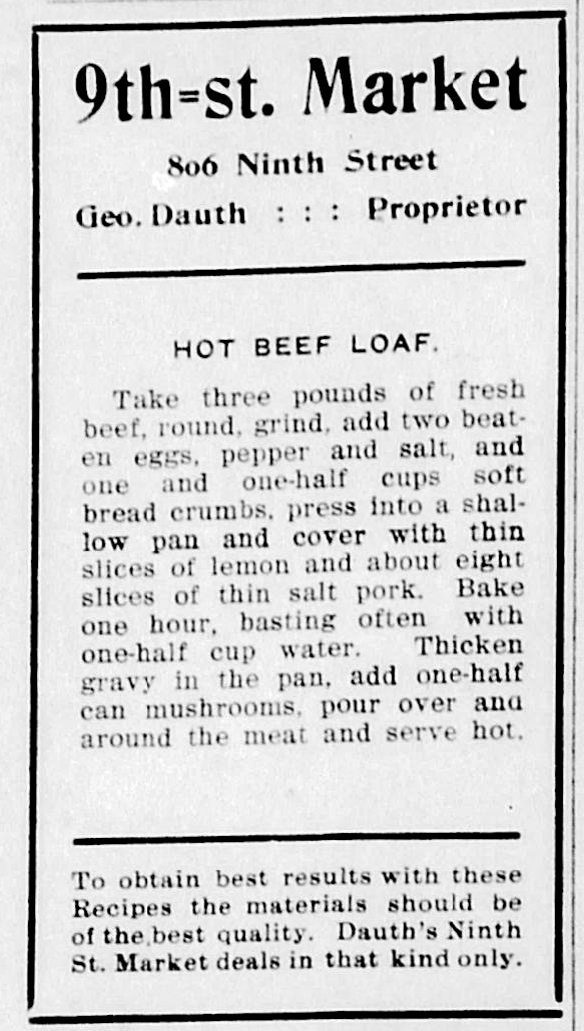 9th=st. Market
806 Ninth Street
Geo. Dauth : : : Proprietor
HOT BEEF LOAF.
Take three pounds of fresh
beef, round, grind, add two beat-
en eggs, pepper and salt, and
one and one-half cups soft
bread crumbs, press into a shal-
low pan and cover with thin
slices of lemon and about eight
slices of thin salt pork. Bake
one hour, basting often with
one-half cup water. Thicken
gravy in the pan, add one-half
can mushrooms, pour over and
around the meat and serve hot.
To obtain best results with these
Recipes the materials should be
of the best quality. Dauth's Ninth
St. Market deals in that kind only.